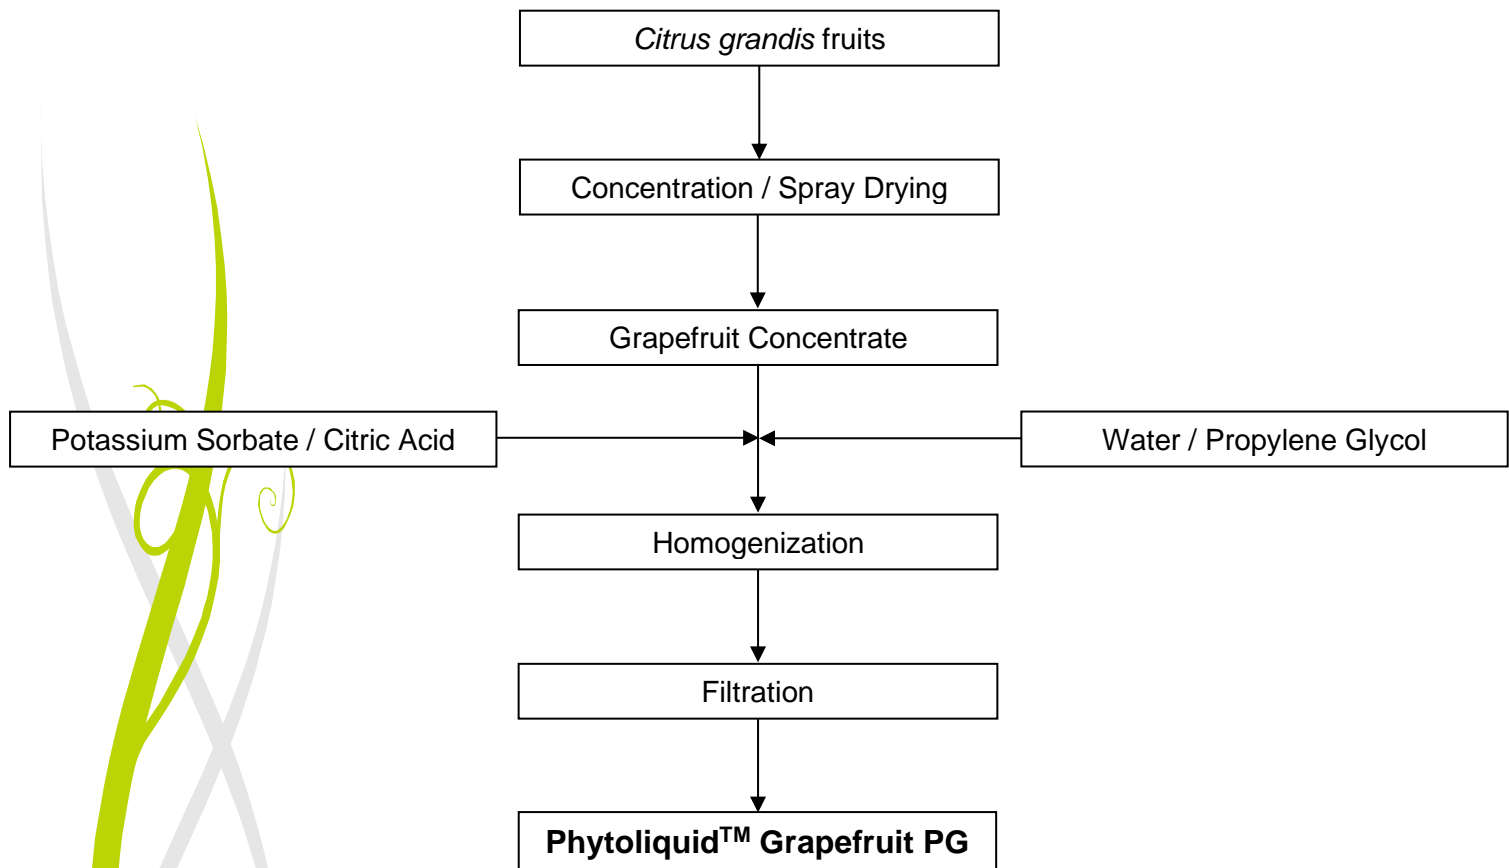 Citrus grandis fruits
Concentration / Spray Drying
Grapefruit Concentrate
Potassium Sorbate / Citric Acid
Water / Propylene Glycol
Homogenization
Filtration
Phytoliquid™ Grapefruit PG